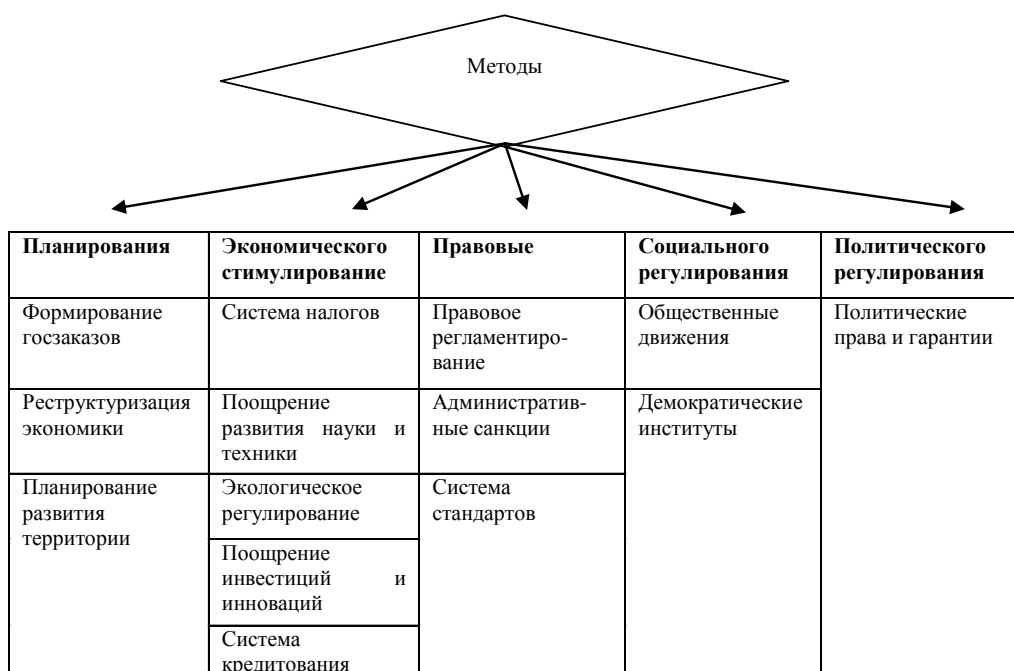 Методы
Планирования
Экономического
стимулирование
Правовые
Социального
регулирования
Политического
регулирования
Формирование
госзаказов
Система налогов
Правовое
регламентиро-
вание
Общественные
движения
Политические
права и гарантии
Реструктуризация
экономики
Поощрение
развития науки и
техники
Административ-
ные санкции
Демократические
институты
Планирование
развития
территории
Экологическое
регулирование
Система
стандартов
Поощрение
инвестиций и
инноваций
Система
кредитования